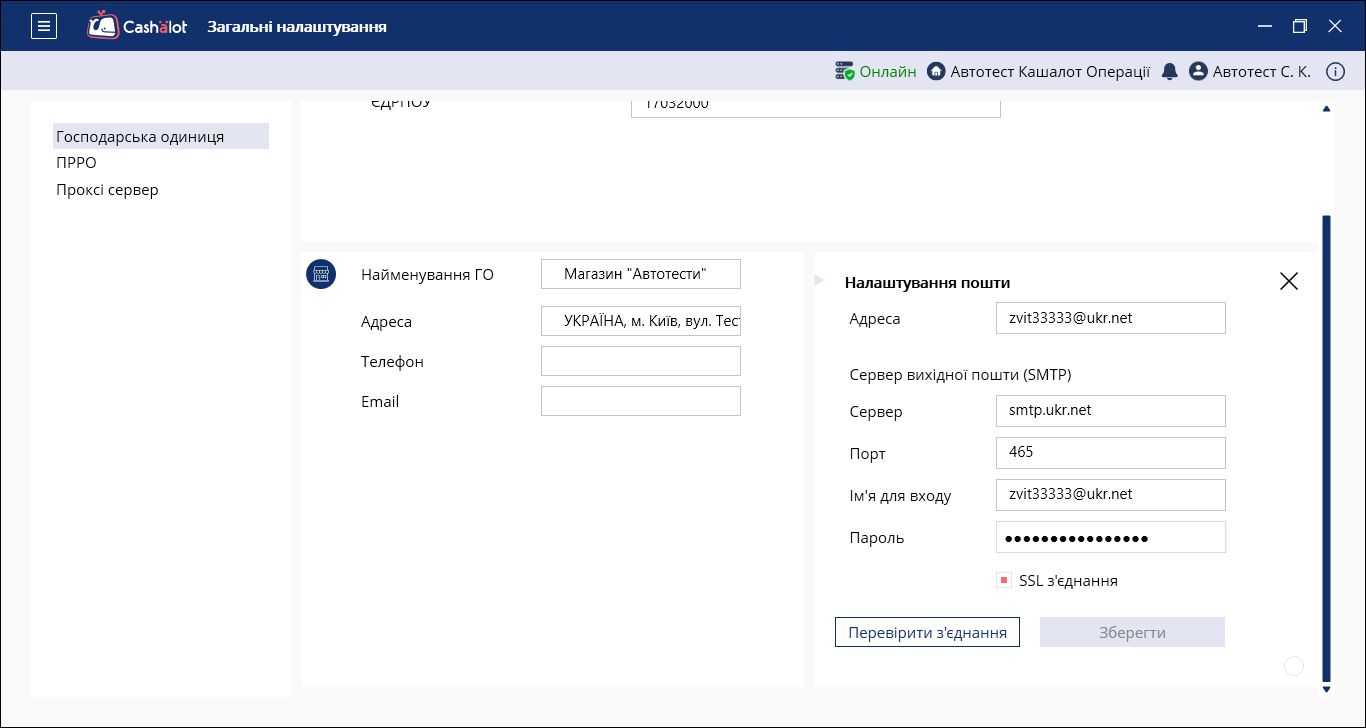 Cashalot Загальні налаштування
Онлайн Автотест Кашалот Операції Автотест С. К.
Господарська одиниця
ПРРО
Проксі сервер
ЄДРПОУ 17032000
Найменування ГО Магазин "Автотести"
Адреса УКРАЇНА, м. Київ, вул. Тест
Телефон
Email
Налаштування пошти
Адреса zvit33333@ukr.net
Сервер вихідної пошти (SMTP)
Сервер smtp.ukr.net
Порт 465
Ім'я для входу zvit33333@ukr.net
Пароль ●●●●●●●●●●●●●●●●
SSL з'єднання
Перевірити з'єднання Зберегти